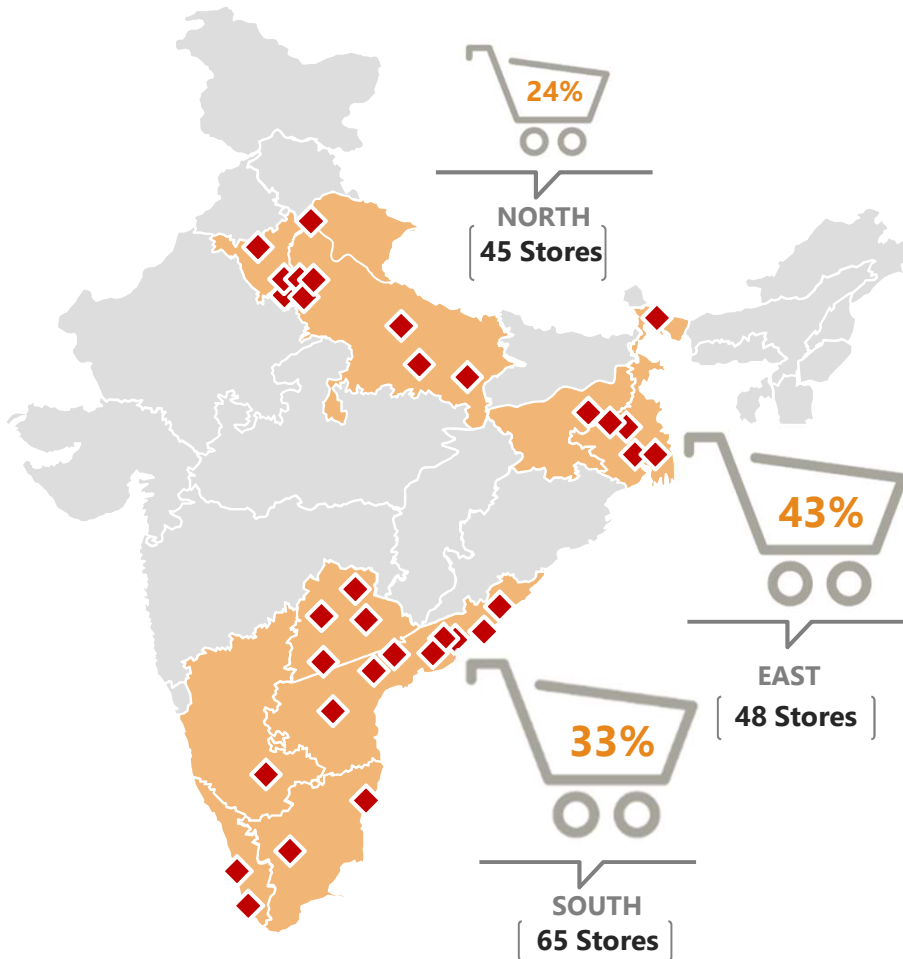 24%
NORTH
45 Stores
43%
EAST
48 Stores
33%
SOUTH
65 Stores